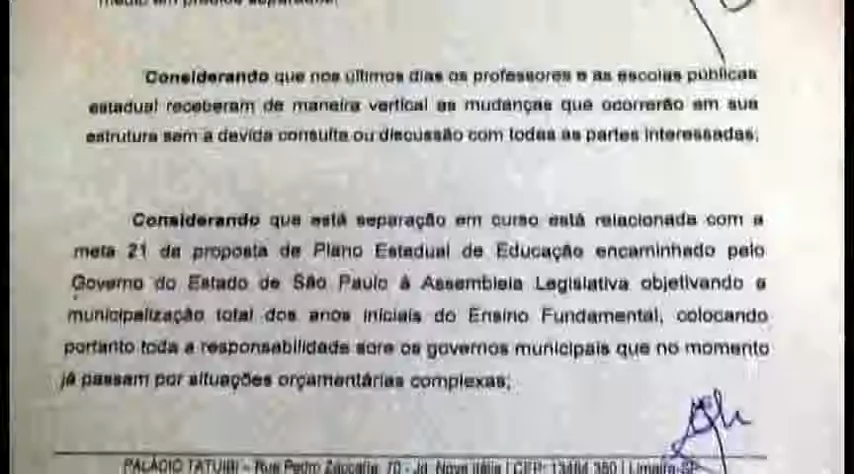 médio em prédios separados;
Considerando que nos últimos dias os professores e as escolas públicas
estadual receberam de maneira vertical as mudanças que ocorrerão em sua
estrutura sem a devida consulta ou discussão com todas as partes interessadas;
Considerando que está separação em curso está relacionada com a
meta 21 da proposta de Plano Estadual de Educação encaminhado pelo
Governo do Estado de São Paulo à Assembleia Legislativa objetivando a
municipalização total dos anos iniciais do Ensino Fundamental, colocando
portanto toda a responsabilidade sore os governos municipais que no momento
já passam por situações orçamentárias complexas;
PALÁCIO TATUIBI – Rua Pedro Zaccaria, 70 - Jd. Nova Itália | CEP: 13484 350 | Limeira-SP